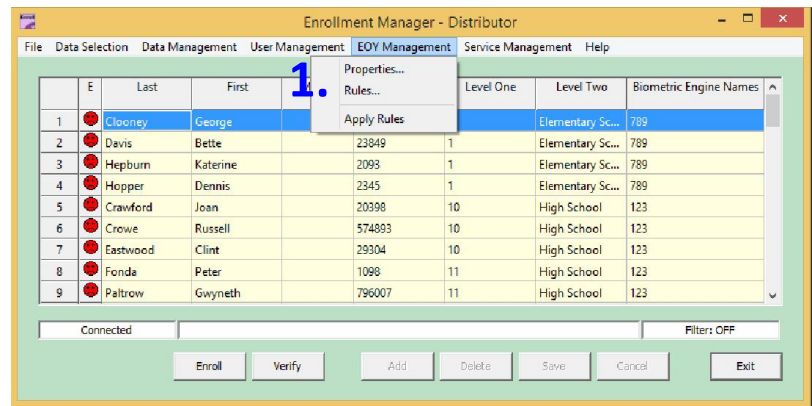 Enrollment Manager - Distributor
File Data Selection Data Management User Management EOY Management Service Management Help
Properties...
1. Rules...
Apply Rules
E Last First Level One Level Two Biometric Engine Names
1 Clooney George Elementary Sc... 789
2 Davis Bette 23849 1 Elementary Sc... 789
3 Hepburn Katerine 2093 1 Elementary Sc... 789
4 Hopper Dennis 2345 1 Elementary Sc... 789
5 Crawford Joan 20398 10 High School 123
6 Crowe Russell 574893 10 High School 123
7 Eastwood Clint 29304 10 High School 123
8 Fonda Peter 1098 11 High School 123
9 Paltrow Gwyneth 796007 11 High School 123
Connected Filter: OFF
Enroll Verify Add Delete Save Cancel Exit